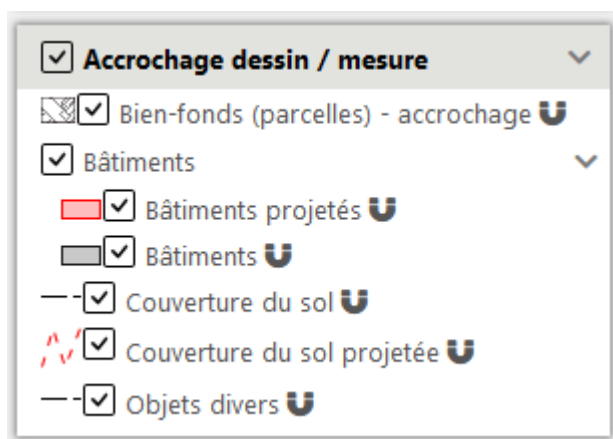 Accrochage dessin / mesure
Bien-fonds (parcelles) - accrochage
Bâtiments
Bâtiments projetés
Bâtiments
Couverture du sol
Couverture du sol projetée
Objets divers